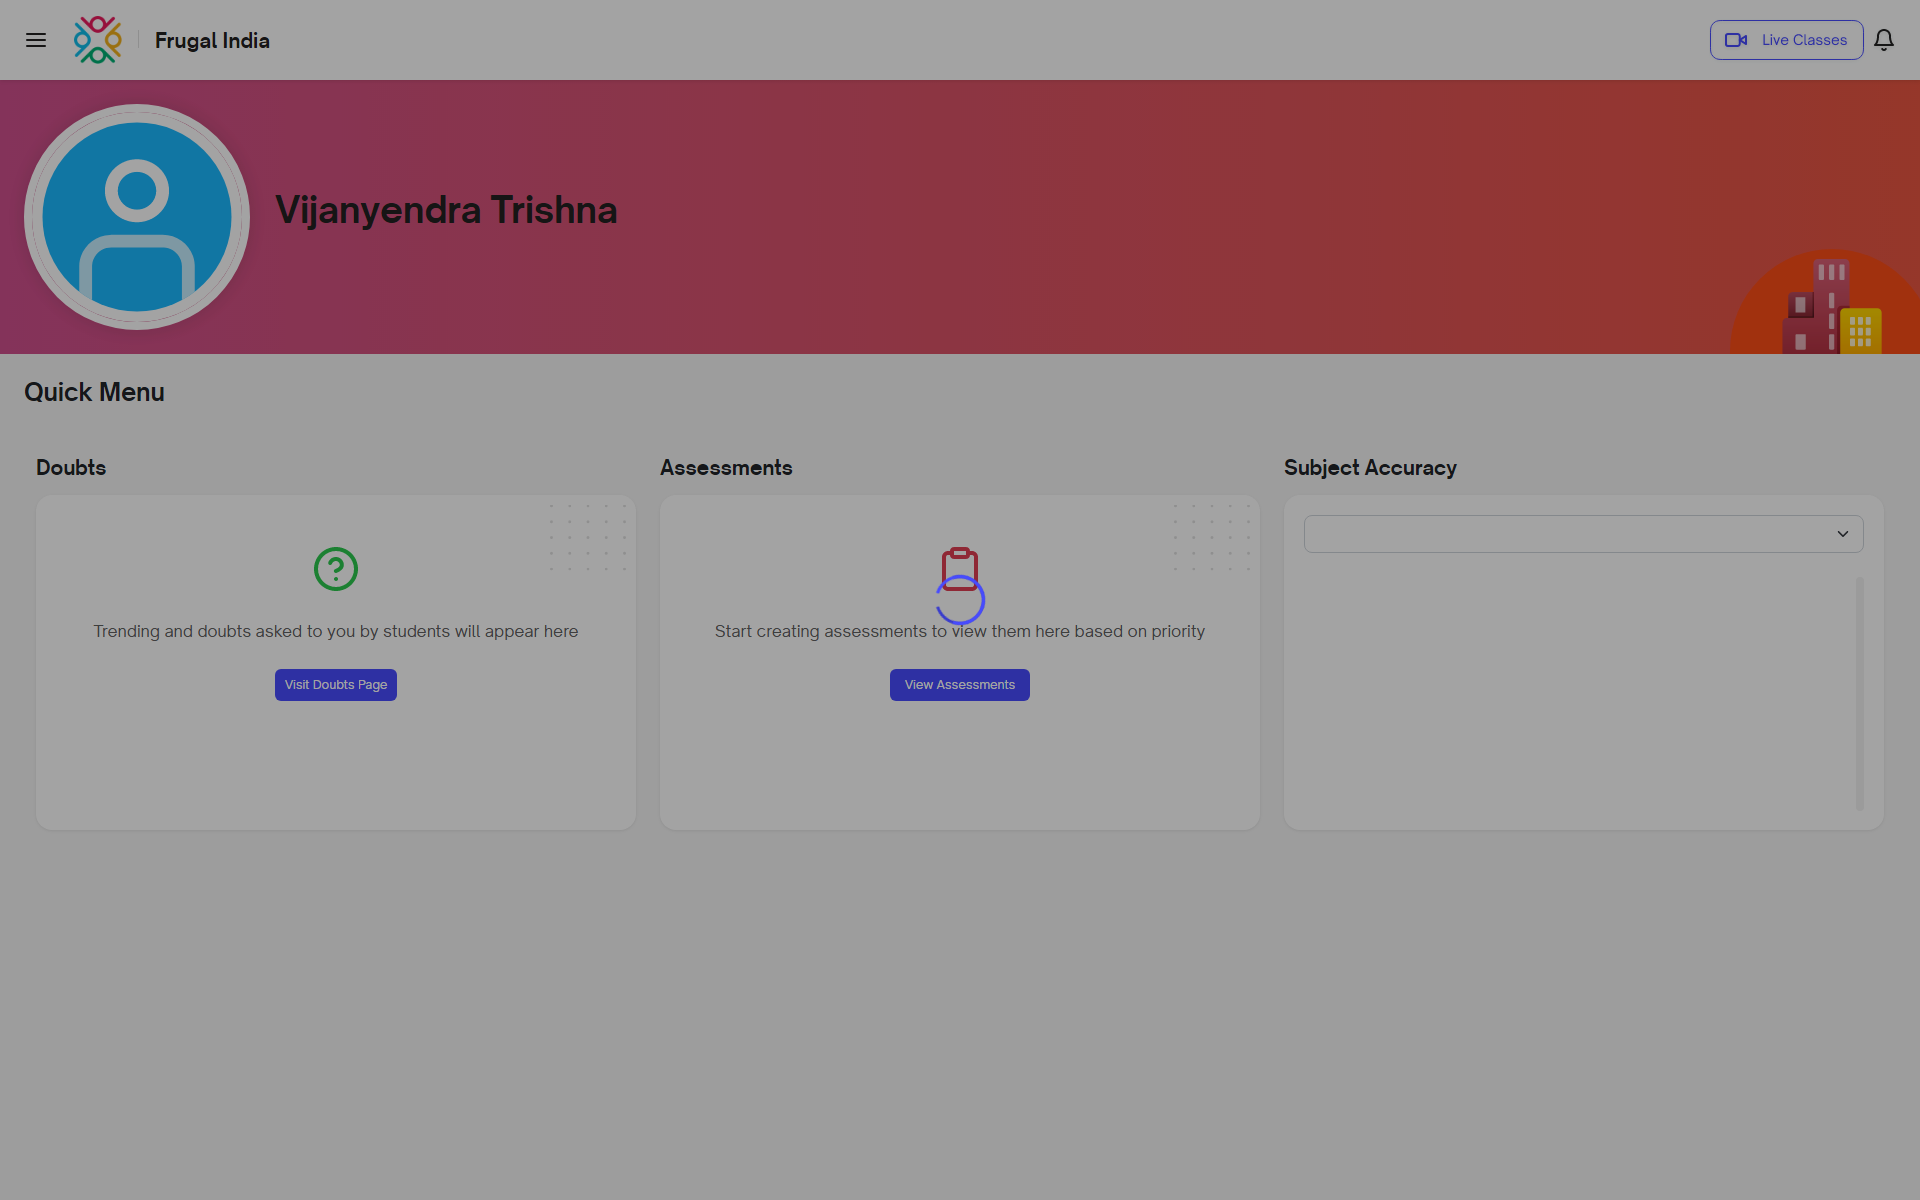 Frugal India
Live Classes
Vijanyendra Trishna
Quick Menu
Doubts
Assessments
Subject Accuracy
Trending and doubts asked to you by students will appear here
Start creating assessments to view them here based on priority
Visit Doubts Page
View Assessments